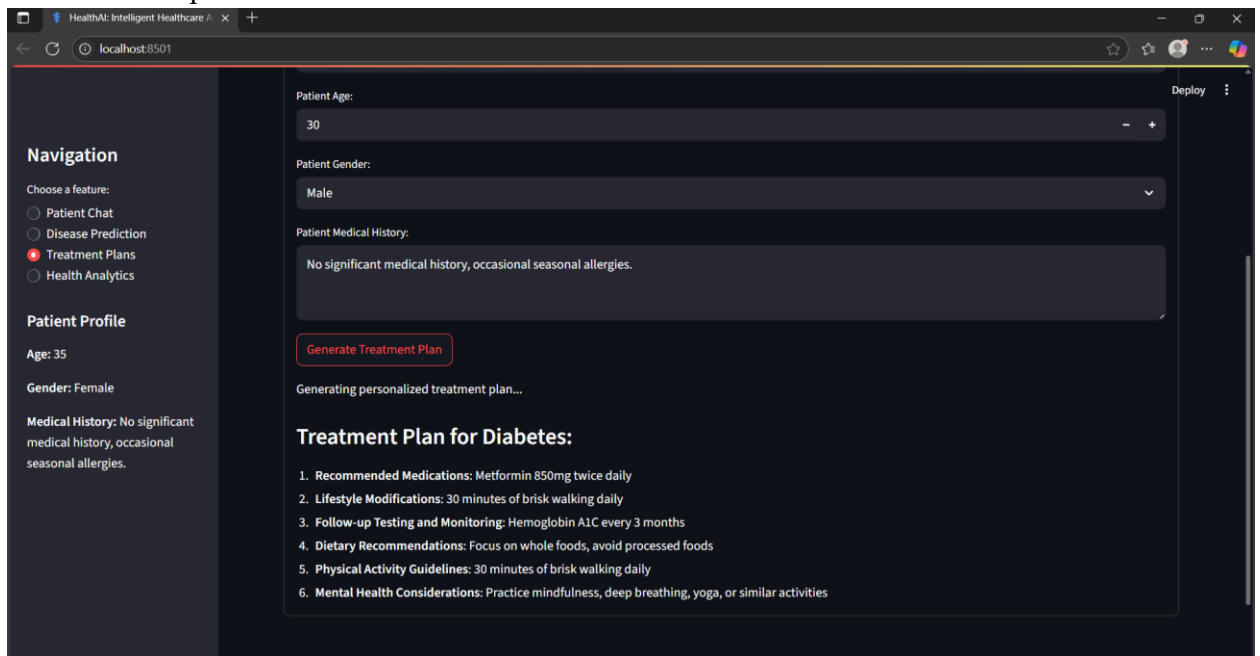 HealthAI: Intelligent Healthcare A
localhost:8501
Deploy
Navigation
Choose a feature:
Patient Chat
Disease Prediction
Treatment Plans
Health Analytics
Patient Profile
Age: 35
Gender: Female
Medical History: No significant
medical history, occasional
seasonal allergies.
Patient Age:
30
Patient Gender:
Male
Patient Medical History:
No significant medical history, occasional seasonal allergies.
Generate Treatment Plan
Generating personalized treatment plan...
Treatment Plan for Diabetes:
1. Recommended Medications: Metformin 850mg twice daily
2. Lifestyle Modifications: 30 minutes of brisk walking daily
3. Follow-up Testing and Monitoring: Hemoglobin A1C every 3 months
4. Dietary Recommendations: Focus on whole foods, avoid processed foods
5. Physical Activity Guidelines: 30 minutes of brisk walking daily
6. Mental Health Considerations: Practice mindfulness, deep breathing, yoga, or similar activities